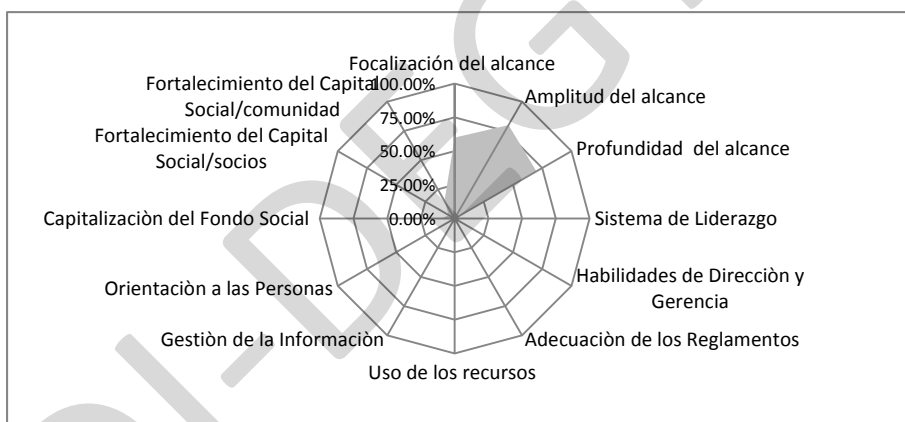 Focalización del alcance
Fortalecimiento del Capital
Social/comunidad
100.00%
Amplitud del alcance
75.00%
Fortalecimiento del Capital
Social/socios
50.00%
Profundidad del alcance
25.00%
Capitalizaciòn del Fondo Social
0.00%
Sistema de Liderazgo
Orientaciòn a las Personas
Habilidades de Direcciòn y
Gerencia
Gestiòn de la Informaciòn
Adecuaciòn de los Reglamentos
Uso de los recursos